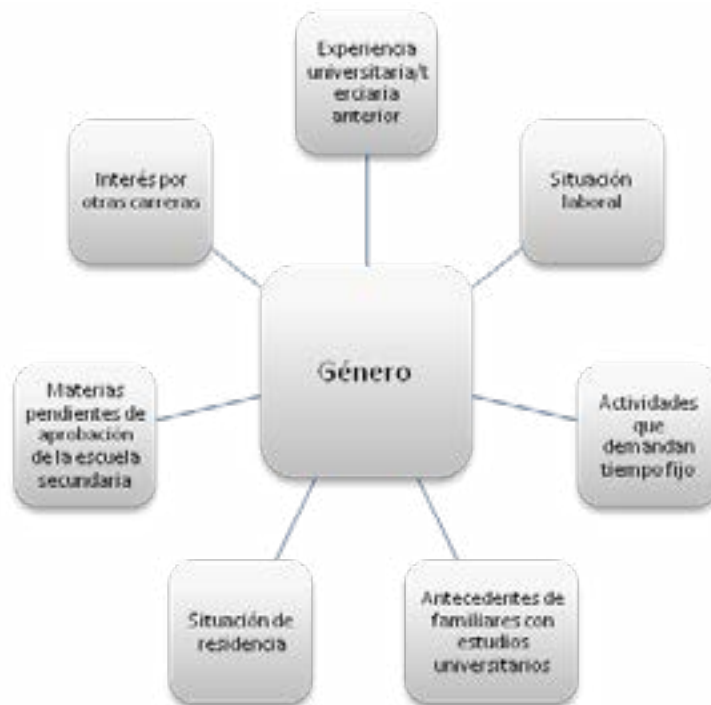 Experiencia
universitaria/t
erciaria
anterior
Interés por
otras carreras
Situación
laboral
Género
Materias
pendientes de
aprobación
de la escuela
secundaria
Actividades
que
demandan
tiempo fijo
Situación de
residencia
Antecedentes de
familiares con
estudios
universitarios